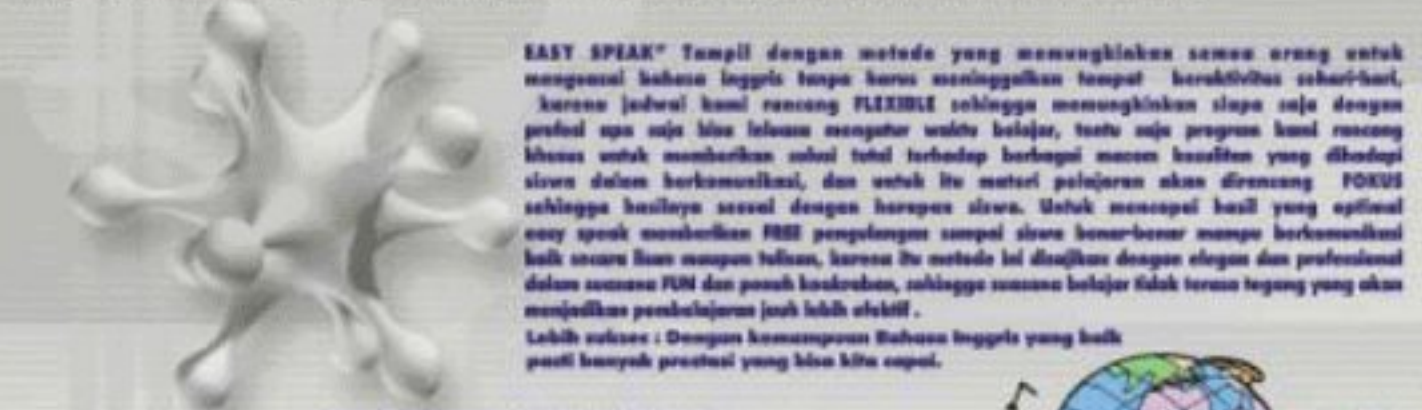 EASY SPEAK" Tampil dengan metode yang memungkinkan semua orang untuk
menguasai bahasa inggris tanpa harus meninggalkan tempat beraktivitas sehari-hari,
karena jadwal kami rancang FLEXIBLE sehingga memungkinkan siapa saja dengan
profesi apa saja bisa leluasa mengatur waktu belajar, tentu saja program kami rancang
khusus untuk memberikan solusi total terhadap berbagai macam kesulitan yang dihadapi
siswa dalam berkomunikasi, dan untuk itu materi pelajaran akan dirancang FOKUS
sehingga hasilnya sesuai dengan harapan siswa. Untuk mencapai hasil yang optimal
easy speak memberikan FREE pengulangan sampai siswa benar-benar mampu berkomunikasi
baik secara lisan maupun tulisan, karena itu metode ini disajikan dengan elegan dan professional
dalam suasana FUN dan penuh keakraban, sehingga suasana belajar tidak terasa tegang yang akan
menjadikan pembelajaran jauh lebih efektif .
Lebih sukses : Dengan kemampuan Bahasa Inggris yang baik
pasti banyak prestasi yang bisa kita capai.